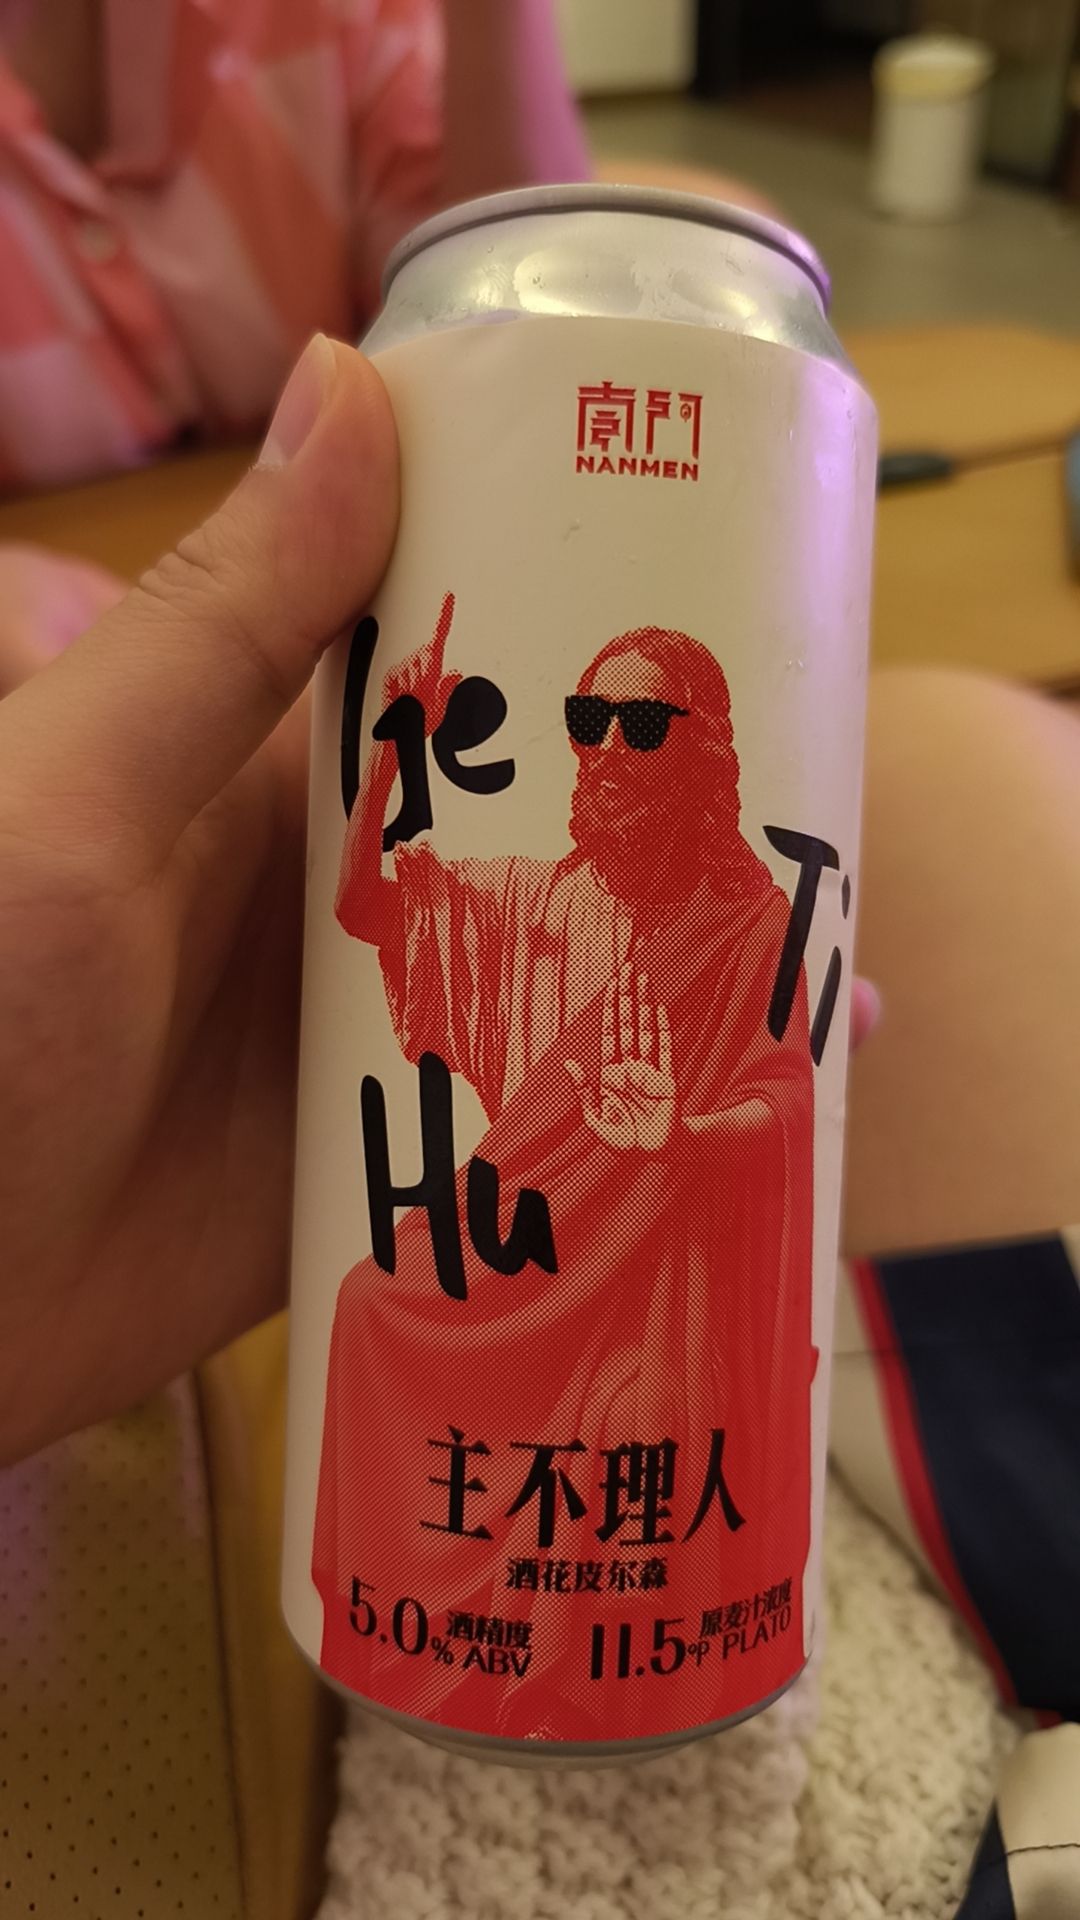 南門
NANMEN
Ge
Ti
Hu
主不理人
酒花皮尔森
5.0% 酒精度 ABV
11.5°P 原麦汁浓度 PLATO